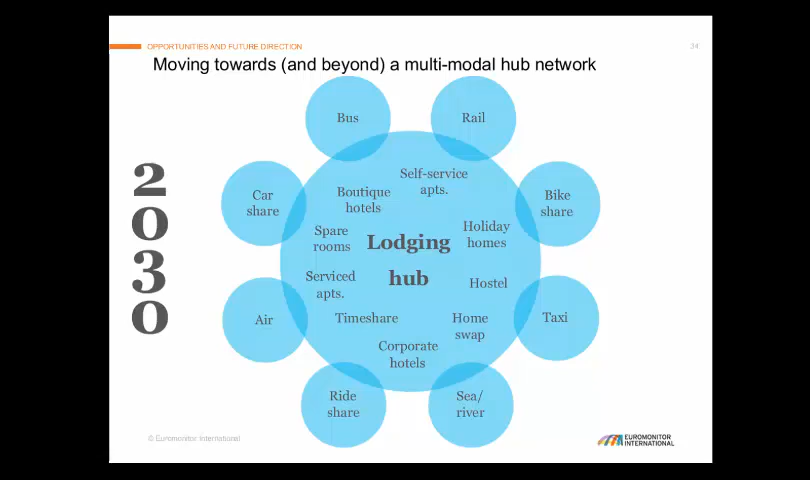 OPPORTUNITIES AND FUTURE DIRECTION
34
Moving towards (and beyond) a multi-modal hub network
Bus
Rail
Car
share
Bike
share
Self-service
apts.
Boutique
hotels
Spare
rooms
Lodging
hub
Holiday
homes
Serviced
apts.
Hostel
Timeshare
Home
swap
Corporate
hotels
Air
Taxi
Ride
share
Sea/
river
2
0
3
0
© Euromonitor International
EUROMONITOR
INTERNATIONAL